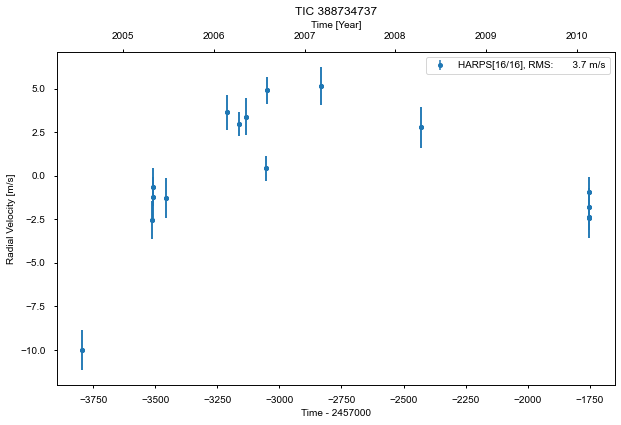 TIC 388734737
Time [Year]
2005 2006 2007 2008 2009 2010
HARPS[16/16], RMS: 3.7 m/s
5.0
2.5
0.0
−2.5
−5.0
−7.5
−10.0
Radial Velocity [m/s]
−3750 −3500 −3250 −3000 −2750 −2500 −2250 −2000 −1750
Time - 2457000